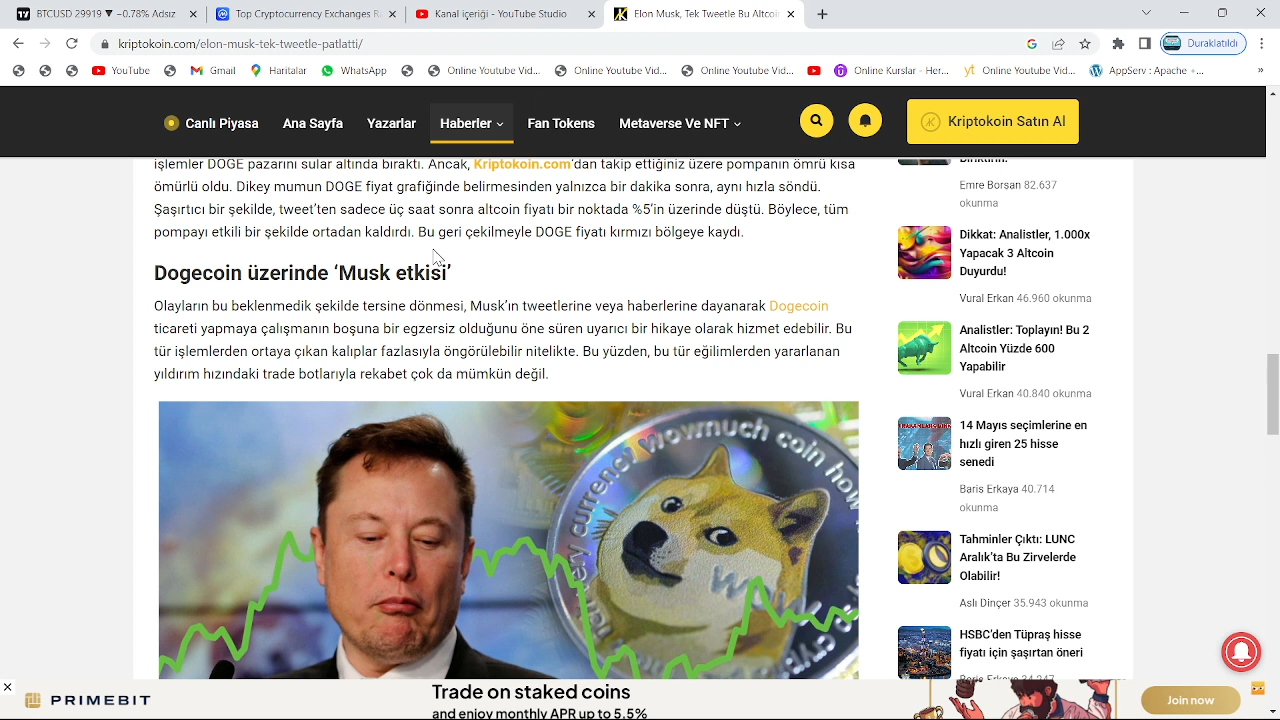 BTCUSD 29919 ▼ −0.78% Adsız
Top Cryptocurrency Exchanges R
Kanal içeriği - YouTube Studio
Elon Musk, Tek Tweetle Bu Altcoi
kriptokoin.com/elon-musk-tek-tweetle-patlatti/
Duraklatıldı
YouTube
Gmail
Haritalar
WhatsApp
Online Youtube Vid...
Online Youtube Vid...
Online Kurslar - Her...
yt
Online Youtube Vid...
AppServ : Apache +...
»
Canlı Piyasa
Ana Sayfa
Yazarlar
Haberler
Fan Tokens
Metaverse Ve NFT
Kriptokoin Satın Al
işlemler DOGE pazarını sular altında bıraktı. Ancak, Kriptokoin.com'dan takip ettiğiniz üzere pompanın ömrü kısa
ömürlü oldu. Dikey mumun DOGE fiyat grafiğinde belirmesinden yalnızca bir dakika sonra, aynı hızla söndü.
Şaşırtıcı bir şekilde, tweet'ten sadece üç saat sonra altcoin fiyatı bir noktada %5'in üzerinde düştü. Böylece, tüm
pompayı etkili bir şekilde ortadan kaldırdı. Bu geri çekilmeyle DOGE fiyatı kırmızı bölgeye kaydı.
Dogecoin üzerinde 'Musk etkisi'
Olayların bu beklenmedik şekilde tersine dönmesi, Musk'ın tweetlerine veya haberlerine dayanarak Dogecoin
ticareti yapmaya çalışmanın boşuna bir egzersiz olduğunu öne süren uyarıcı bir hikaye olarak hizmet edebilir. Bu
tür işlemlerden ortaya çıkan kalıplar fazlasıyla öngörülebilir nitelikte. Bu yüzden, bu tür eğilimlerden yararlanan
yıldırım hızındaki işlem botlarıyla rekabet çok da mümkün değil.
currency? wow much coin how
Biriktirin!
Emre Borsan 82.637
okunma
Dikkat: Analistler, 1.000x
Yapacak 3 Altcoin
Duyurdu!
Vural Erkan 46.960 okunma
Analistler: Toplayın! Bu 2
Altcoin Yüzde 600
Yapabilir
Vural Erkan 40.840 okunma
14 Mayıs seçimlerine en
hızlı giren 25 hisse
senedi
Baris Erkaya 40.714
okunma
Tahminler Çıktı: LUNC
Aralık'ta Bu Zirvelerde
Olabilir!
Aslı Dinçer 35.943 okunma
HSBC'den Tüpraş hisse
fiyatı için şaşırtan öneri
Baris Erkaya 34.247
PRIMEBIT
Trade on staked coins
and enjoy monthly APR up to 5.5%
Join now